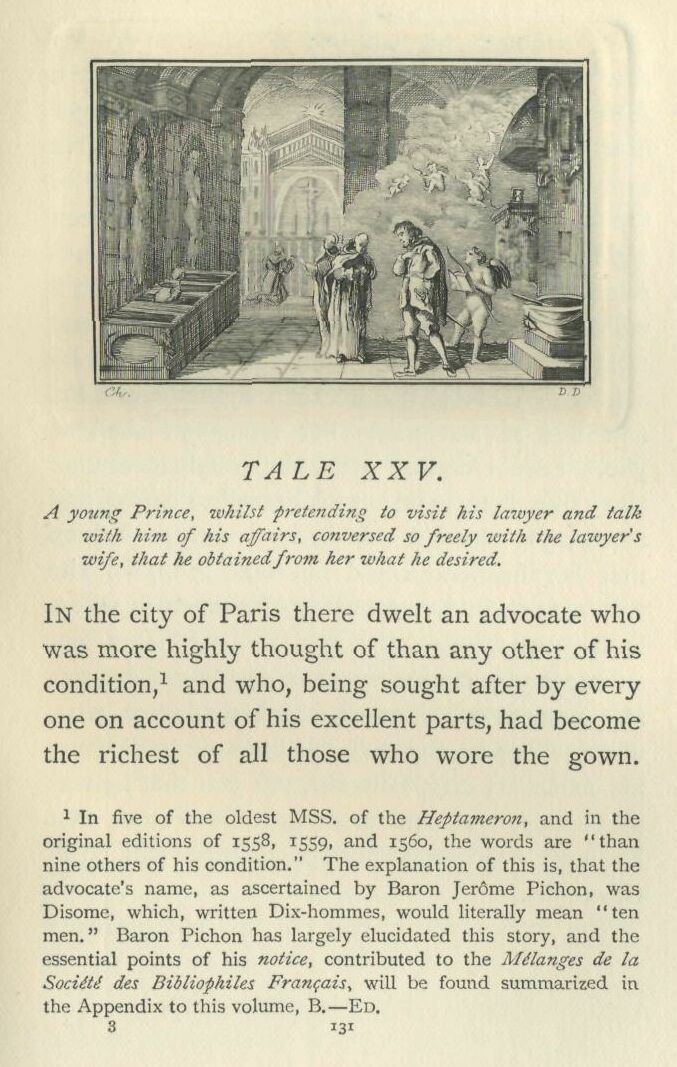 Ch.
D. D
TALE XXV.
A young Prince, whilst pretending to visit his lawyer and talk
with him of his affairs, conversed so freely with the lawyer's
wife, that he obtained from her what he desired.
IN the city of Paris there dwelt an advocate who
was more highly thought of than any other of his
condition,¹ and who, being sought after by every
one on account of his excellent parts, had become
the richest of all those who wore the gown.
¹ In five of the oldest MSS. of the Heptameron, and in the
original editions of 1558, 1559, and 1560, the words are "than
nine others of his condition." The explanation of this is, that the
advocate's name, as ascertained by Baron Jerôme Pichon, was
Disome, which, written Dix-hommes, would literally mean "ten
men." Baron Pichon has largely elucidated this story, and the
essential points of his notice, contributed to the Mélanges de la
Société des Bibliophiles Français, will be found summarized in
the Appendix to this volume, B.—ED.
3 131